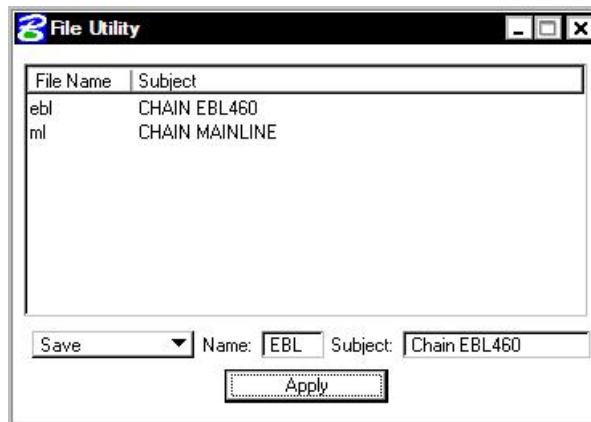 File Utility
File Name Subject
ebl CHAIN EBL460
ml CHAIN MAINLINE
Save Name: EBL Subject: Chain EBL460
Apply